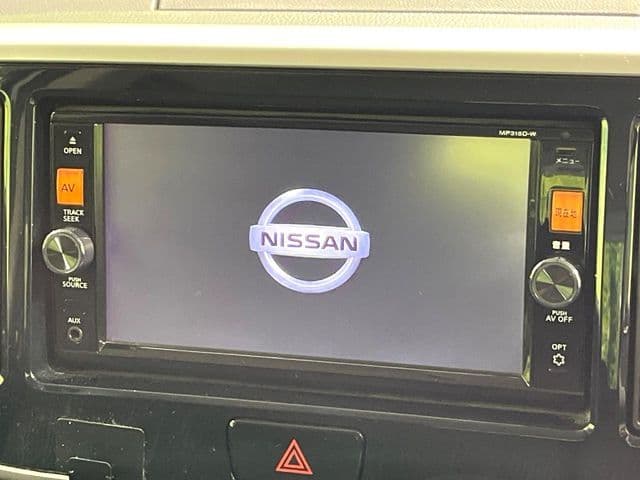 MP315D-W
OPEN
AV
TRACK
SEEK
PUSH
SOURCE
AUX
NISSAN
メニュー
現在地
音量
PUSH
AV OFF
OPT